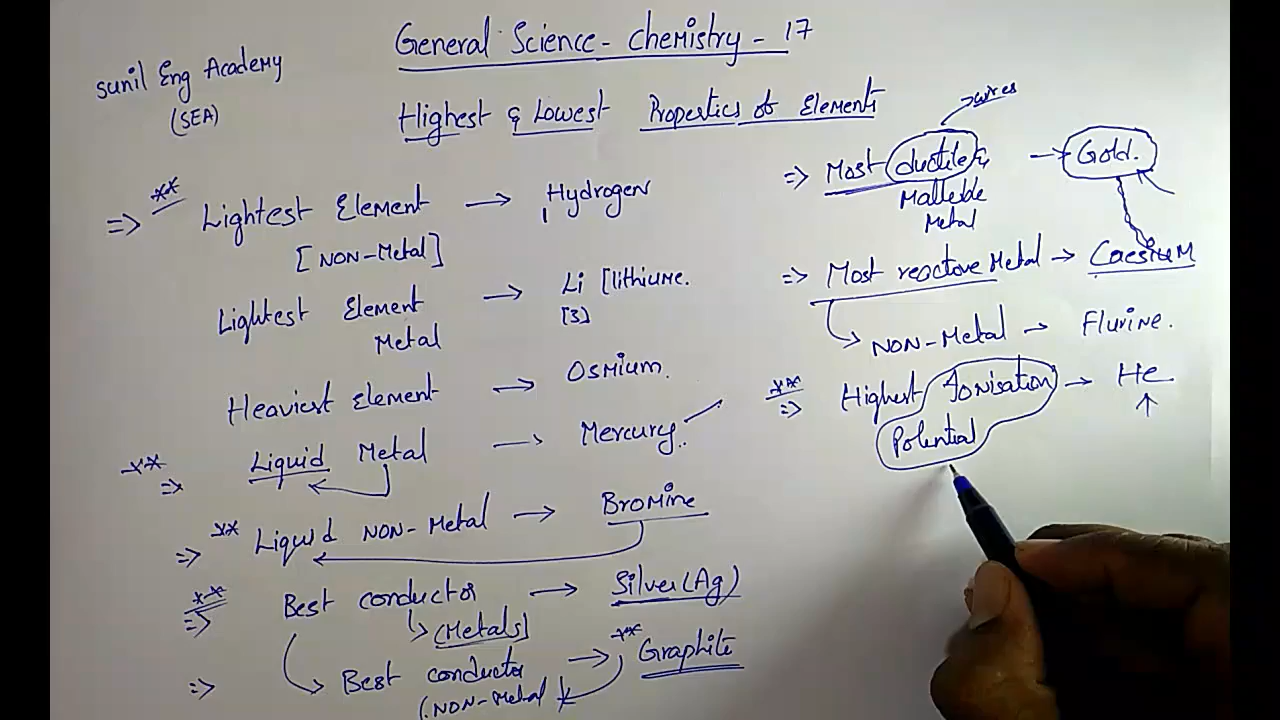 General Science - Chemistry - 17
Sunil Eng Academy
(SEA)
Highest & Lowest Properties of Elements
** Lightest Element → Hydrogen
[NON-Metal]
Lightest Element → Li [lithium.
Metal [3]
Heaviest element → Osmium.
** Liquid Metal → Mercury
** Liquid NON-Metal → Bromine
** Best conductor → Silver (Ag)
(Metals)
Best conductor → ** Graphite
(NON-Metal
→ wires
=> Most ductile & → Gold.
Malleble
Metal
=> Most reactove Metal → Caesium
NON-Metal → Flurine.
** => Highest Ionisation → He
Potential